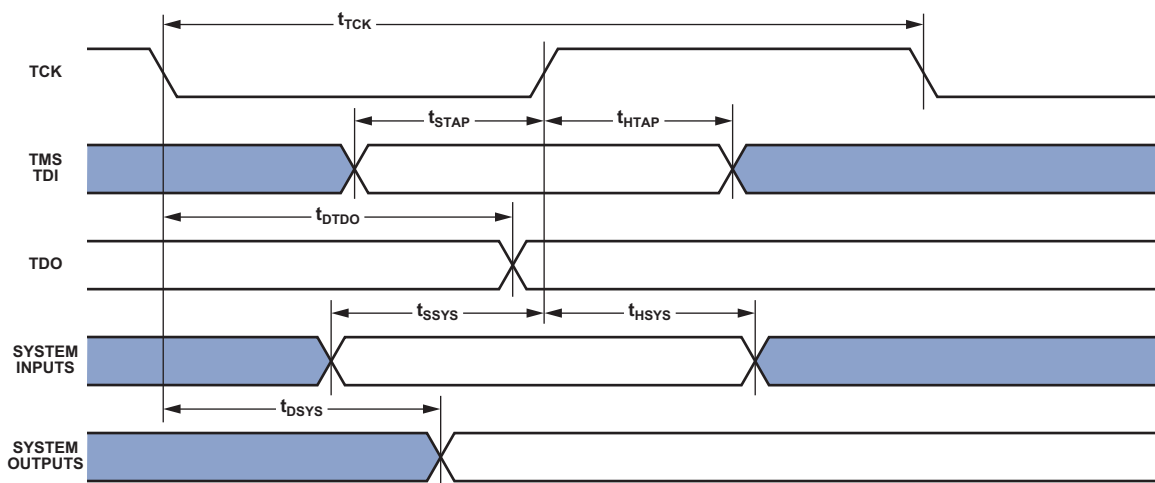 tTCK
TCK
tSTAP
tHTAP
TMS
TDI
tDTDO
TDO
tSSYS
tHSYS
SYSTEM
INPUTS
tDSYS
SYSTEM
OUTPUTS